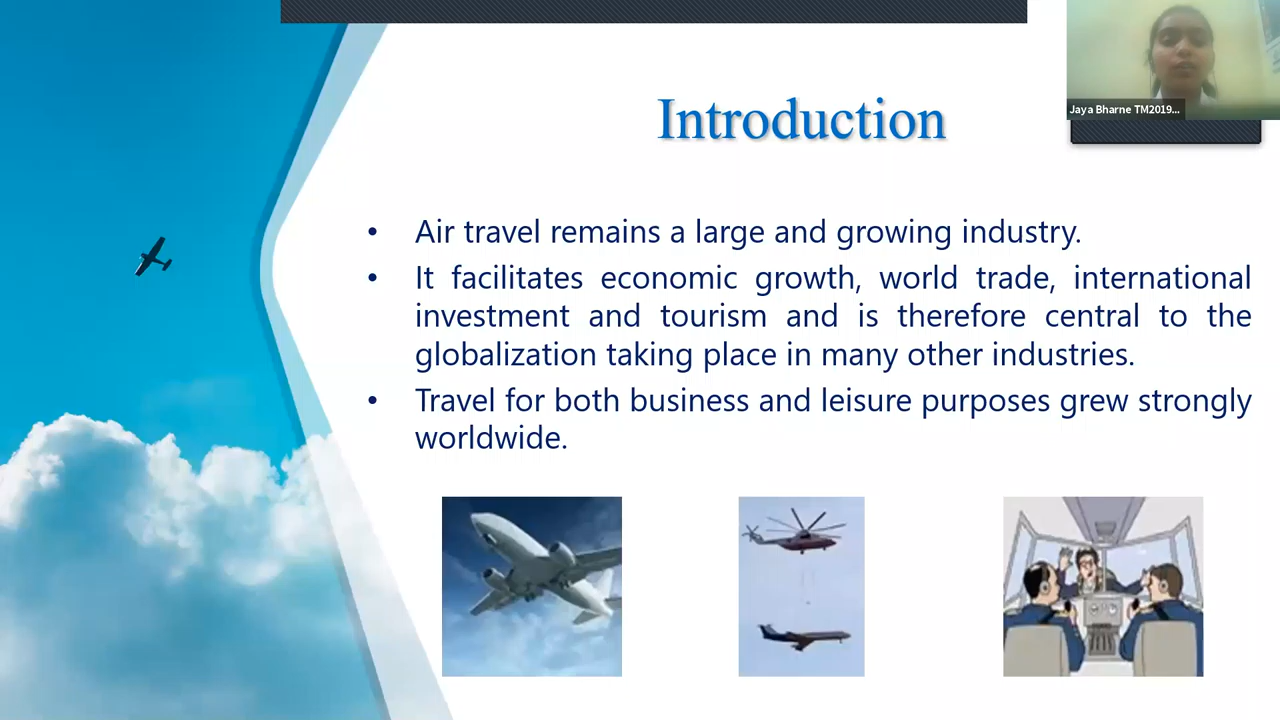 Introduction
Jaya Bharne TM2019...
• Air travel remains a large and growing industry.
• It facilitates economic growth, world trade, international
investment and tourism and is therefore central to the
globalization taking place in many other industries.
• Travel for both business and leisure purposes grew strongly
worldwide.